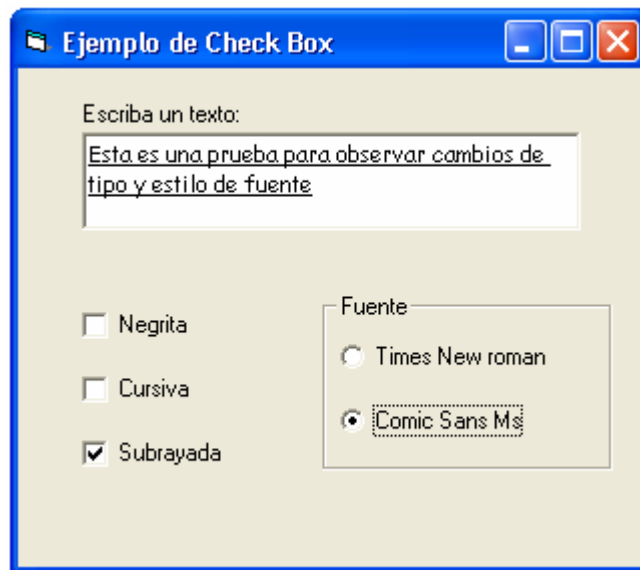 Ejemplo de Check Box
Escriba un texto:
Esta es una prueba para observar cambios de
tipo y estilo de fuente
Negrita
Cursiva
Subrayada
Fuente
Times New roman
Comic Sans Ms